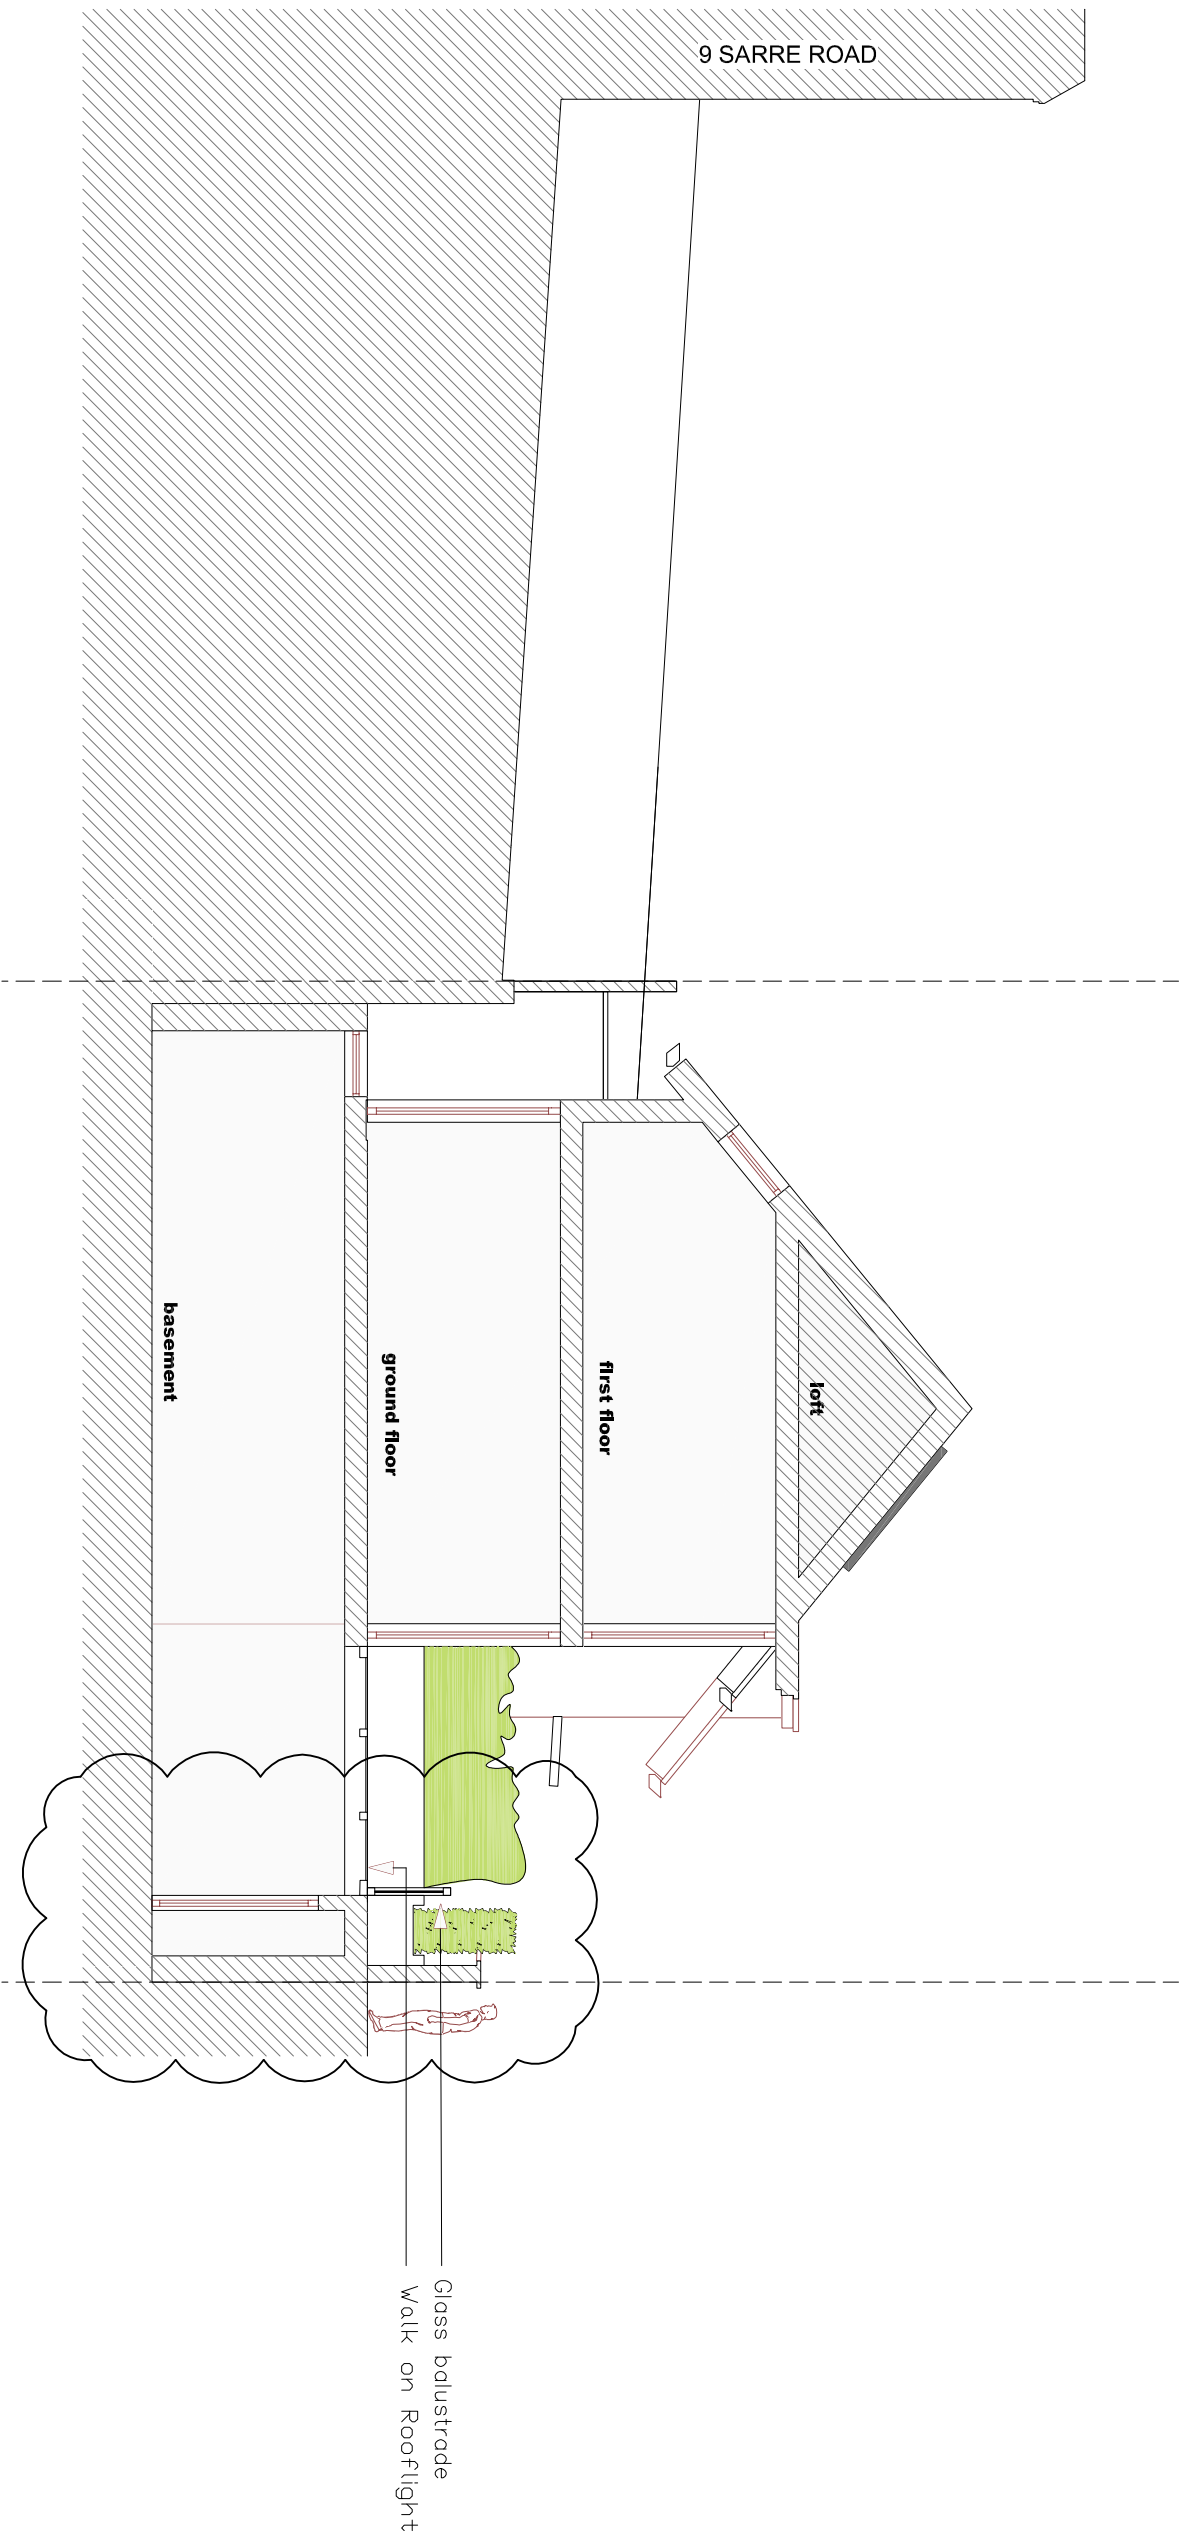 9 SARRE ROAD
loft
first floor
ground floor
basement
Glass balustrade
Walk on Rooflight